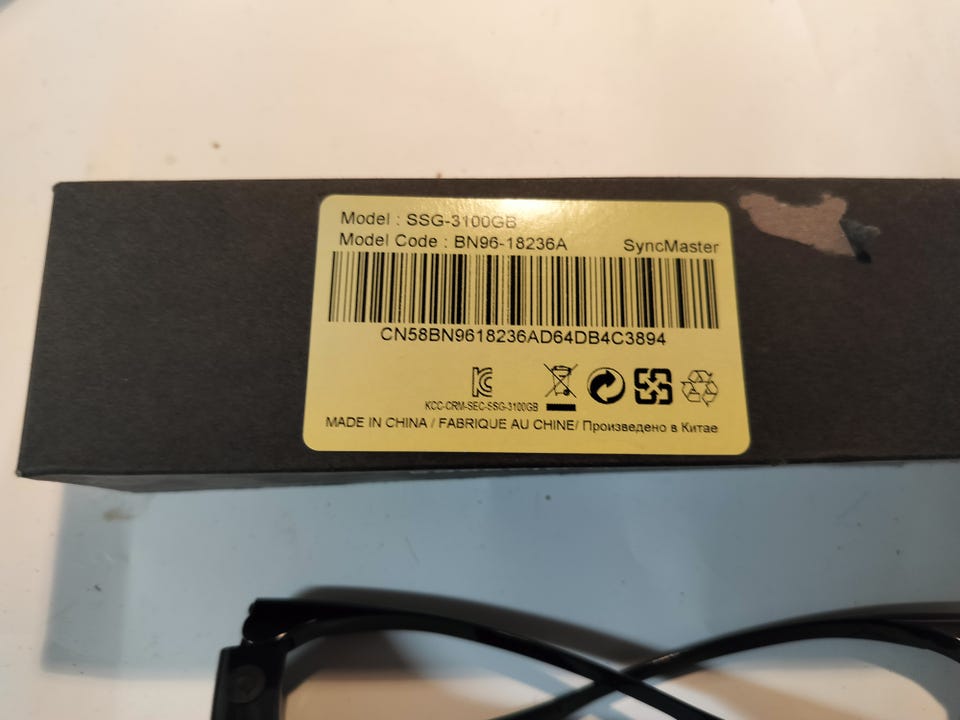 Model : SSG-3100GB
Model Code : BN96-18236A SyncMaster
CN58BN9618236AD64DB4C3894
KCC-CRM-SEC-SSG-3100GB
MADE IN CHINA / FABRIQUE AU CHINE/ Произведено в Китае